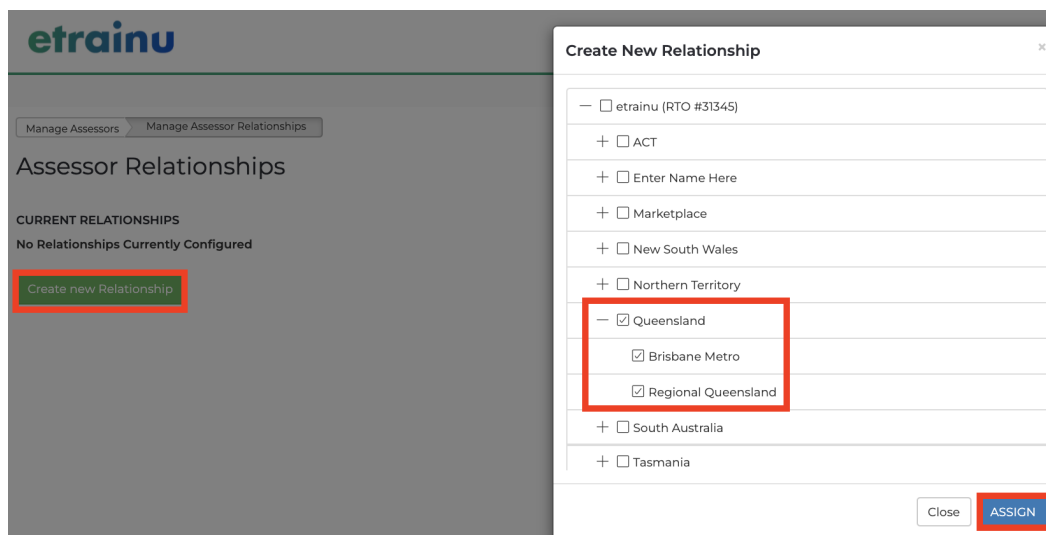 etrainu
Manage Assessors
Manage Assessor Relationships
Assessor Relationships
CURRENT RELATIONSHIPS
No Relationships Currently Configured
Create new Relationship
Create New Relationship
×
etrainu (RTO #31345)
ACT
Enter Name Here
Marketplace
New South Wales
Northern Territory
Queensland
Brisbane Metro
Regional Queensland
South Australia
Tasmania
Close
ASSIGN